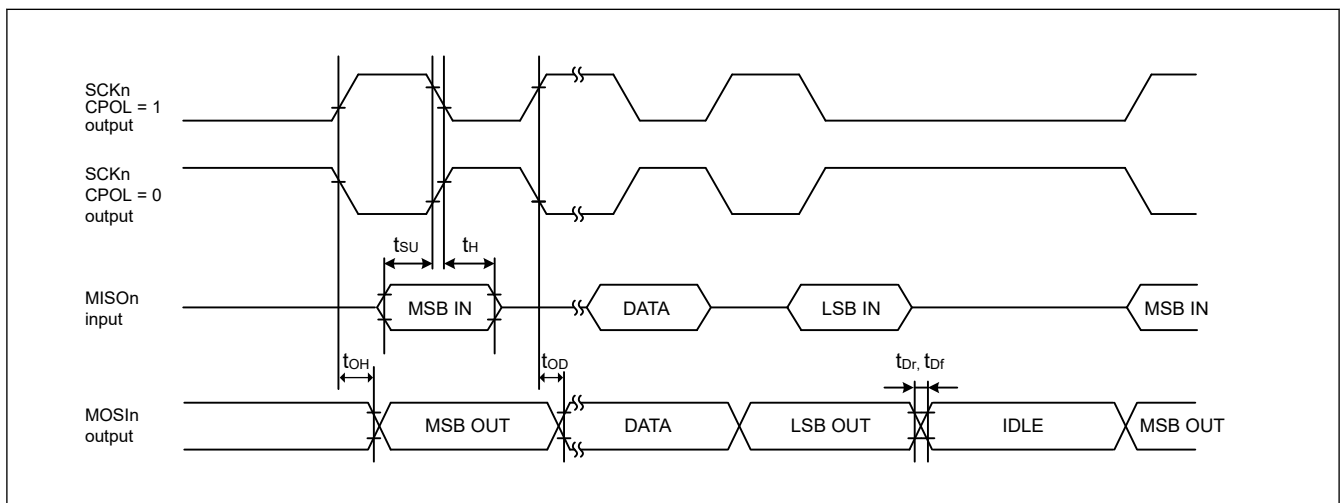 SCKn
CPOL = 1
output
SCKn
CPOL = 0
output
tSU
tH
MISOn
input
MSB IN
DATA
LSB IN
MSB IN
tOH
tOD
tDr, tDf
MOSIn
output
MSB OUT
DATA
LSB OUT
IDLE
MSB OUT